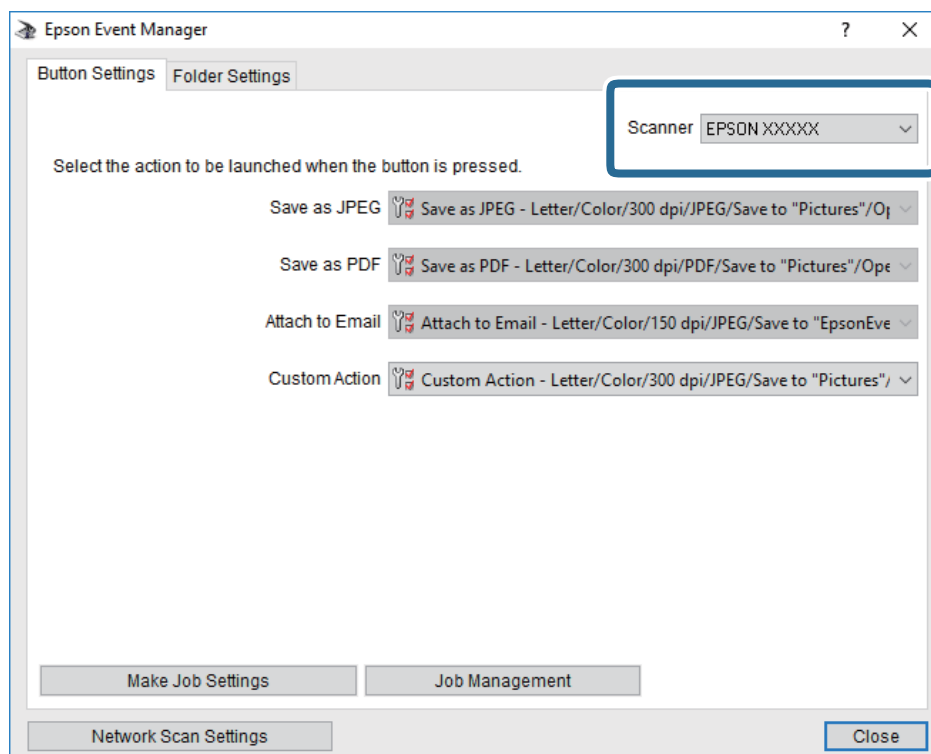 Epson Event Manager
?
Button Settings Folder Settings
Scanner EPSON XXXXX
Select the action to be launched when the button is pressed.
Save as JPEG Save as JPEG - Letter/Color/300 dpi/JPEG/Save to "Pictures"/Op
Save as PDF Save as PDF - Letter/Color/300 dpi/PDF/Save to "Pictures"/Ope
Attach to Email Attach to Email - Letter/Color/150 dpi/JPEG/Save to "EpsonEve
Custom Action Custom Action - Letter/Color/300 dpi/JPEG/Save to "Pictures"/
Make Job Settings Job Management
Network Scan Settings Close